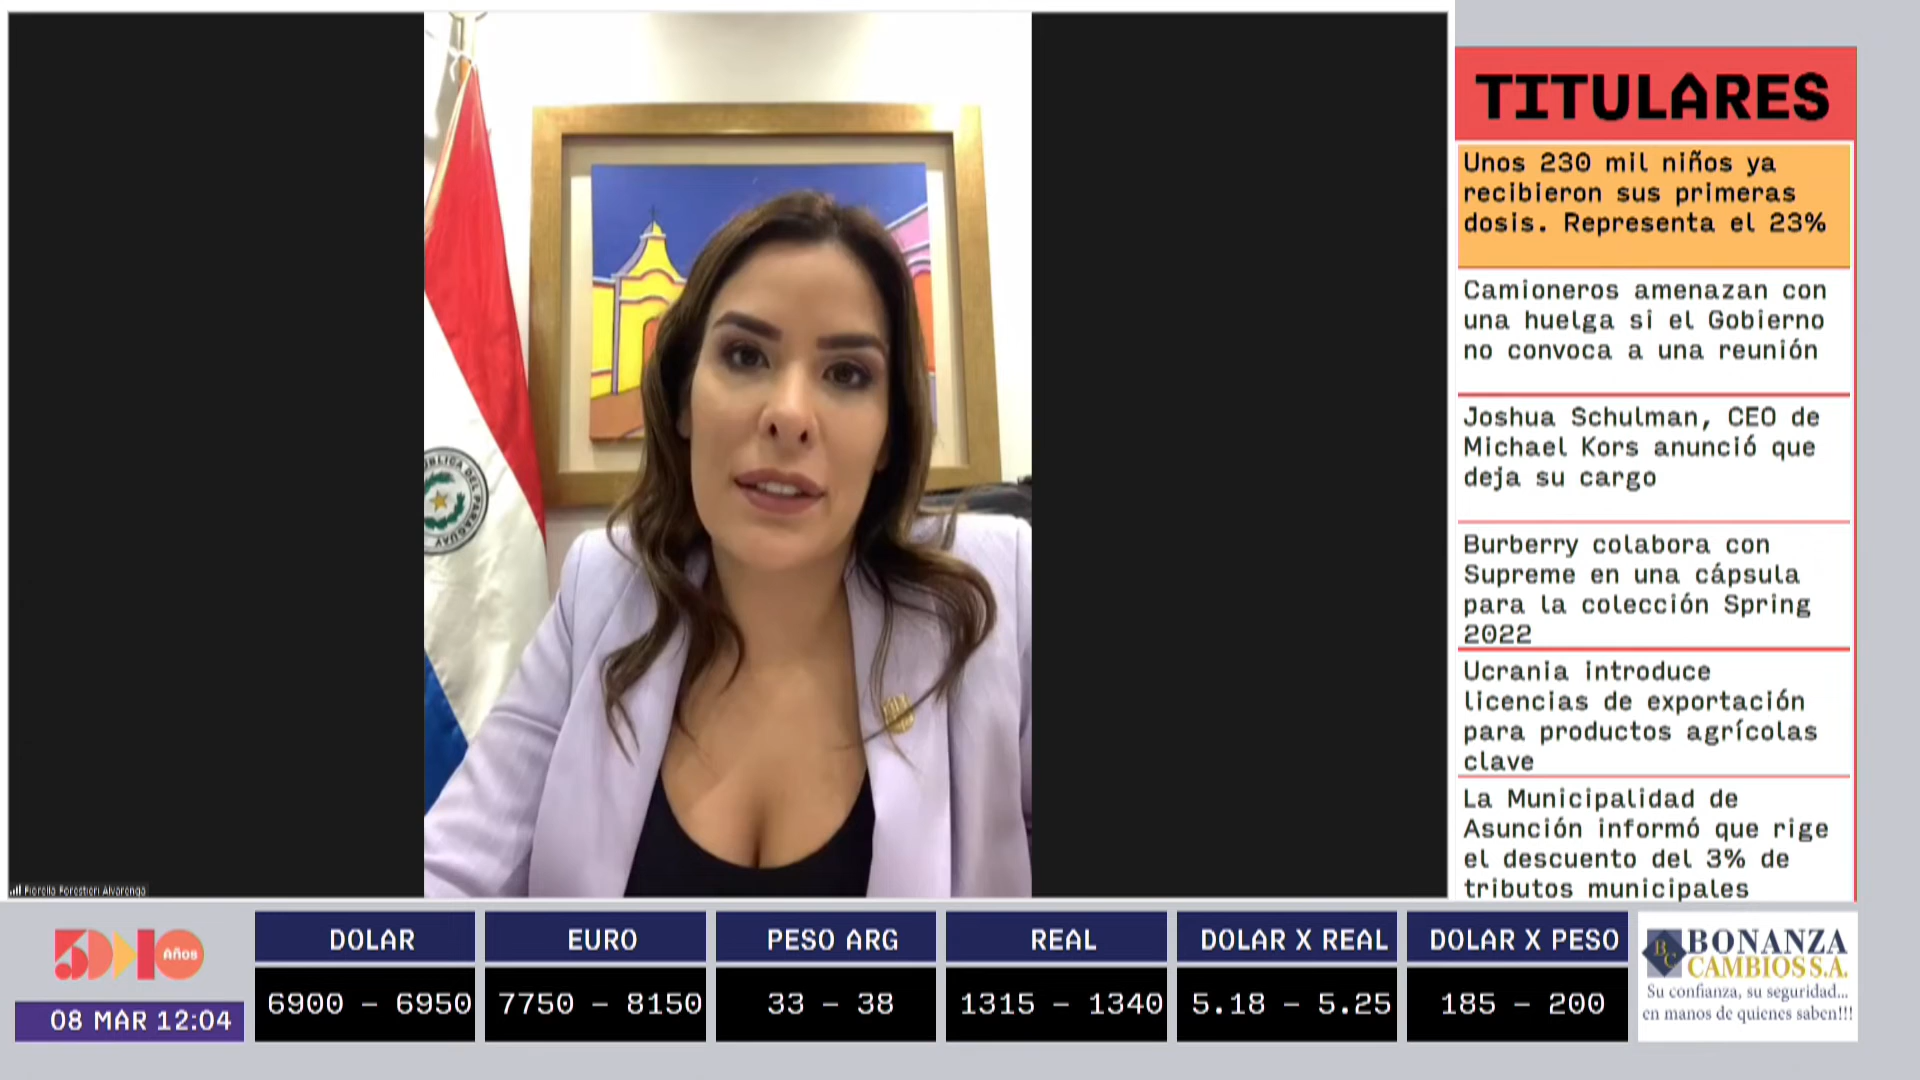 TITULARES
Unos 230 mil niños ya
recibieron sus primeras
dosis. Representa el 23%
Camioneros amenazan con
una huelga si el Gobierno
no convoca a una reunión
Joshua Schulman, CEO de
Michael Kors anunció que
deja su cargo
Burberry colabora con
Supreme en una cápsula
para la colección Spring
2022
Ucrania introduce
licencias de exportación
para productos agrícolas
clave
La Municipalidad de
Asunción informó que rige
el descuento del 3% de
tributos municipales
Fiorella Forestieri Alvarenga
Años
08 MAR 12:04
DOLAR
6900 - 6950
EURO
7750 - 8150
PESO ARG
33 - 38
REAL
1315 - 1340
DOLAR X REAL
5.18 - 5.25
DOLAR X PESO
185 - 200
BC
BONANZA
CAMBIOS S.A.
Su confianza, su seguridad...
en manos de quienes saben!!!